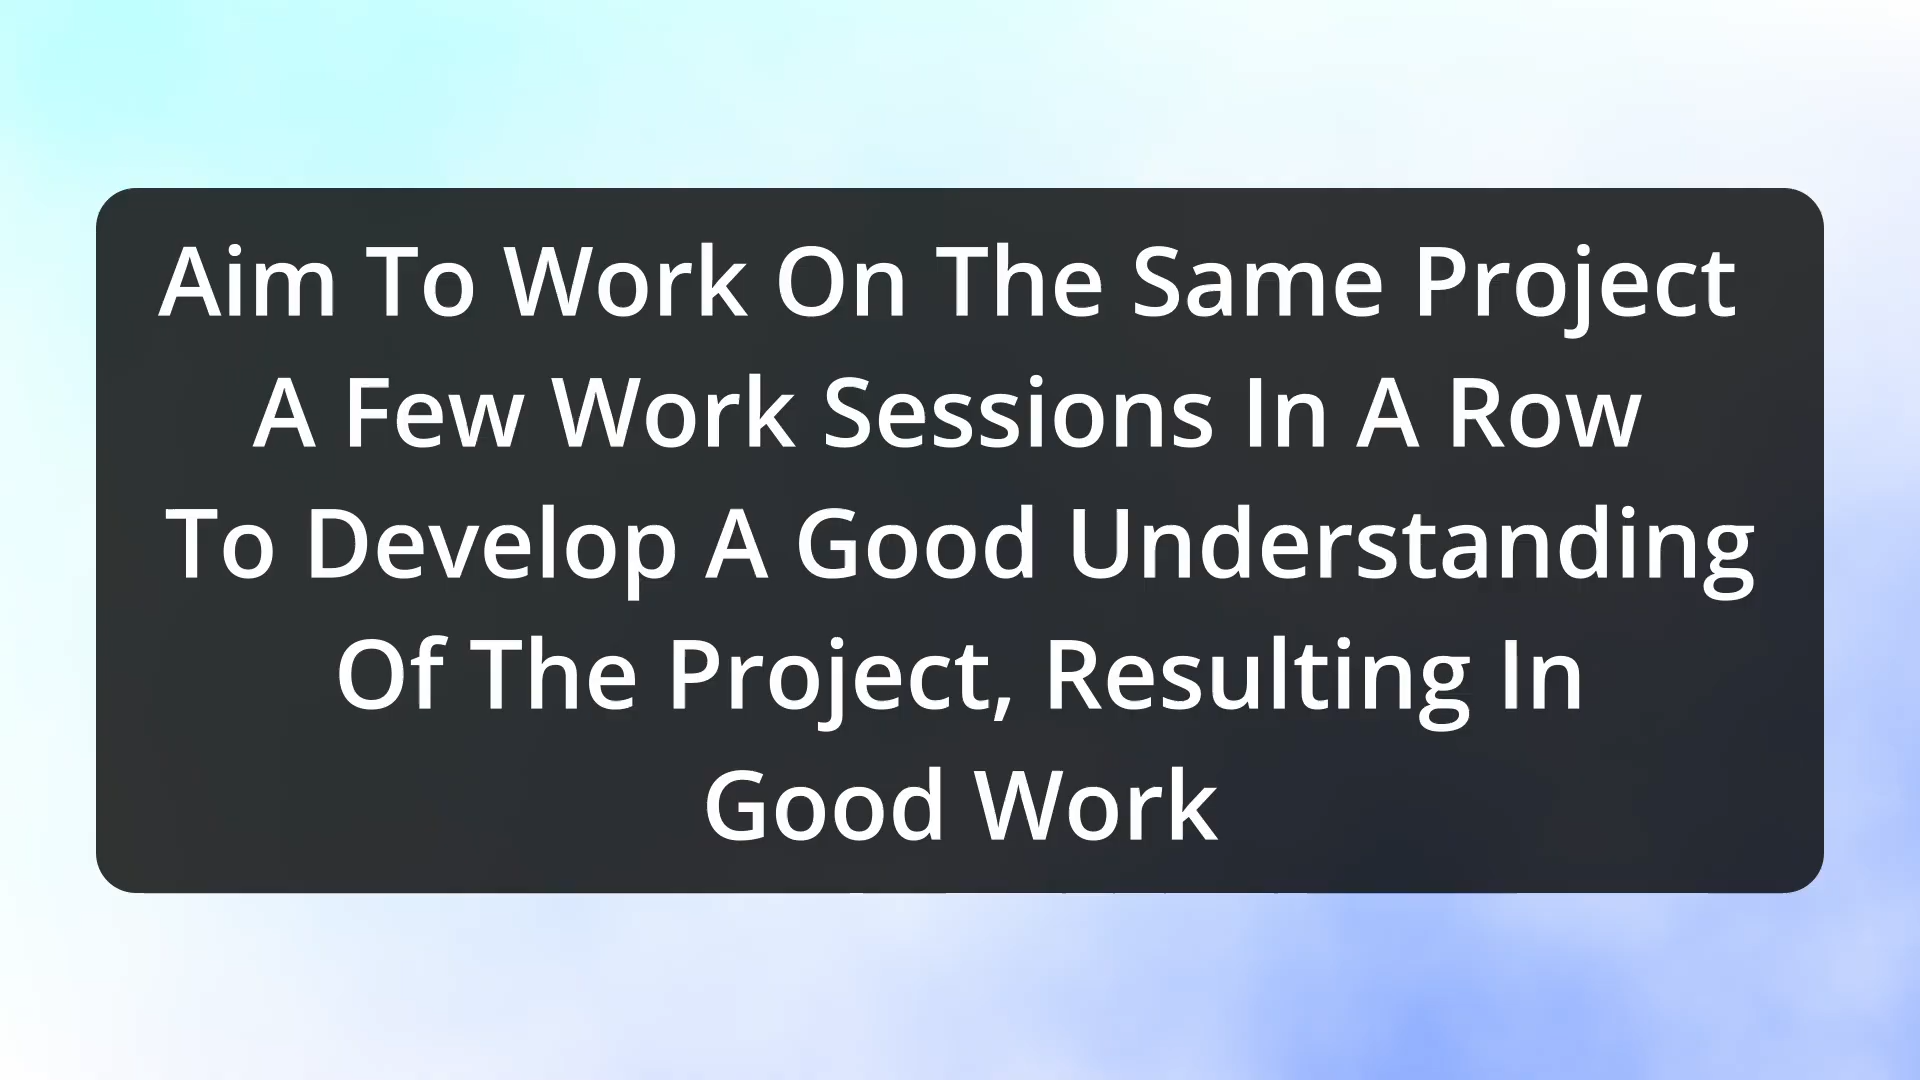 Aim To Work On The Same Project
A Few Work Sessions In A Row
To Develop A Good Understanding
Of The Project, Resulting In
Good Work